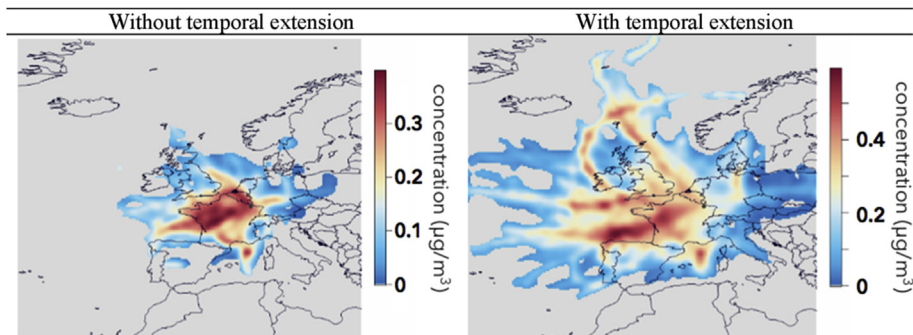 Without temporal extension
With temporal extension
0.3
0.2
0.1
0
concentration (µg/m³)
0.4
0.2
0
concentration (µg/m³)